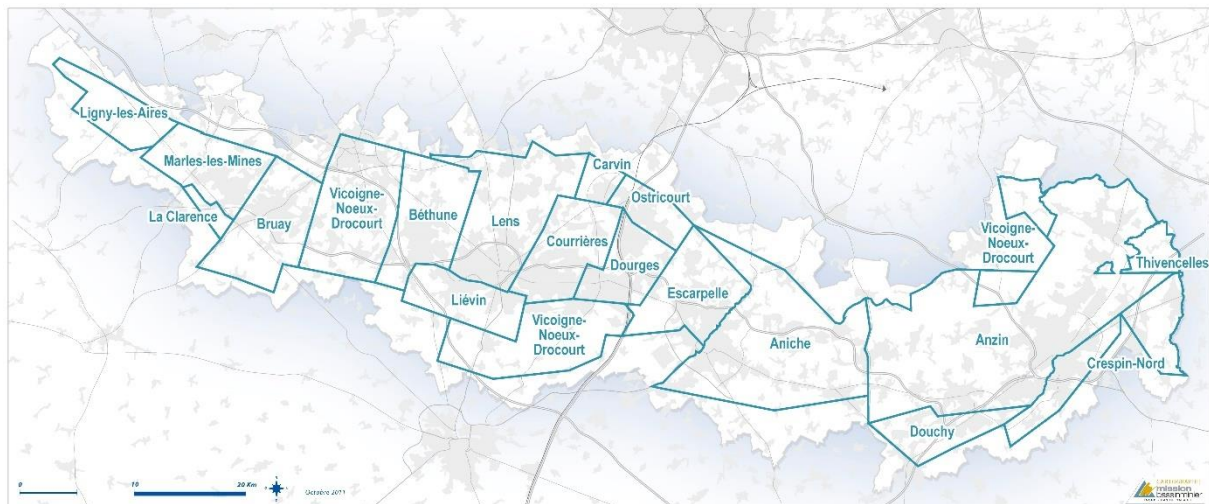 Ligny-les-Aires
Marles-les-Mines
La Clarence
Bruay
Vicoigne-
Noeux-
Drocourt
Béthune
Lens
Carvin
Ostricourt
Courrières
Dourges
Liévin
Escarpelle
Vicoigne-
Noeux-
Drocourt
Aniche
Anzin
Vicoigne-
Noeux-
Drocourt
Thivencelles
Crespin-Nord
Douchy
0 10 20 Km
Octobre 2011
mission
bassin minier